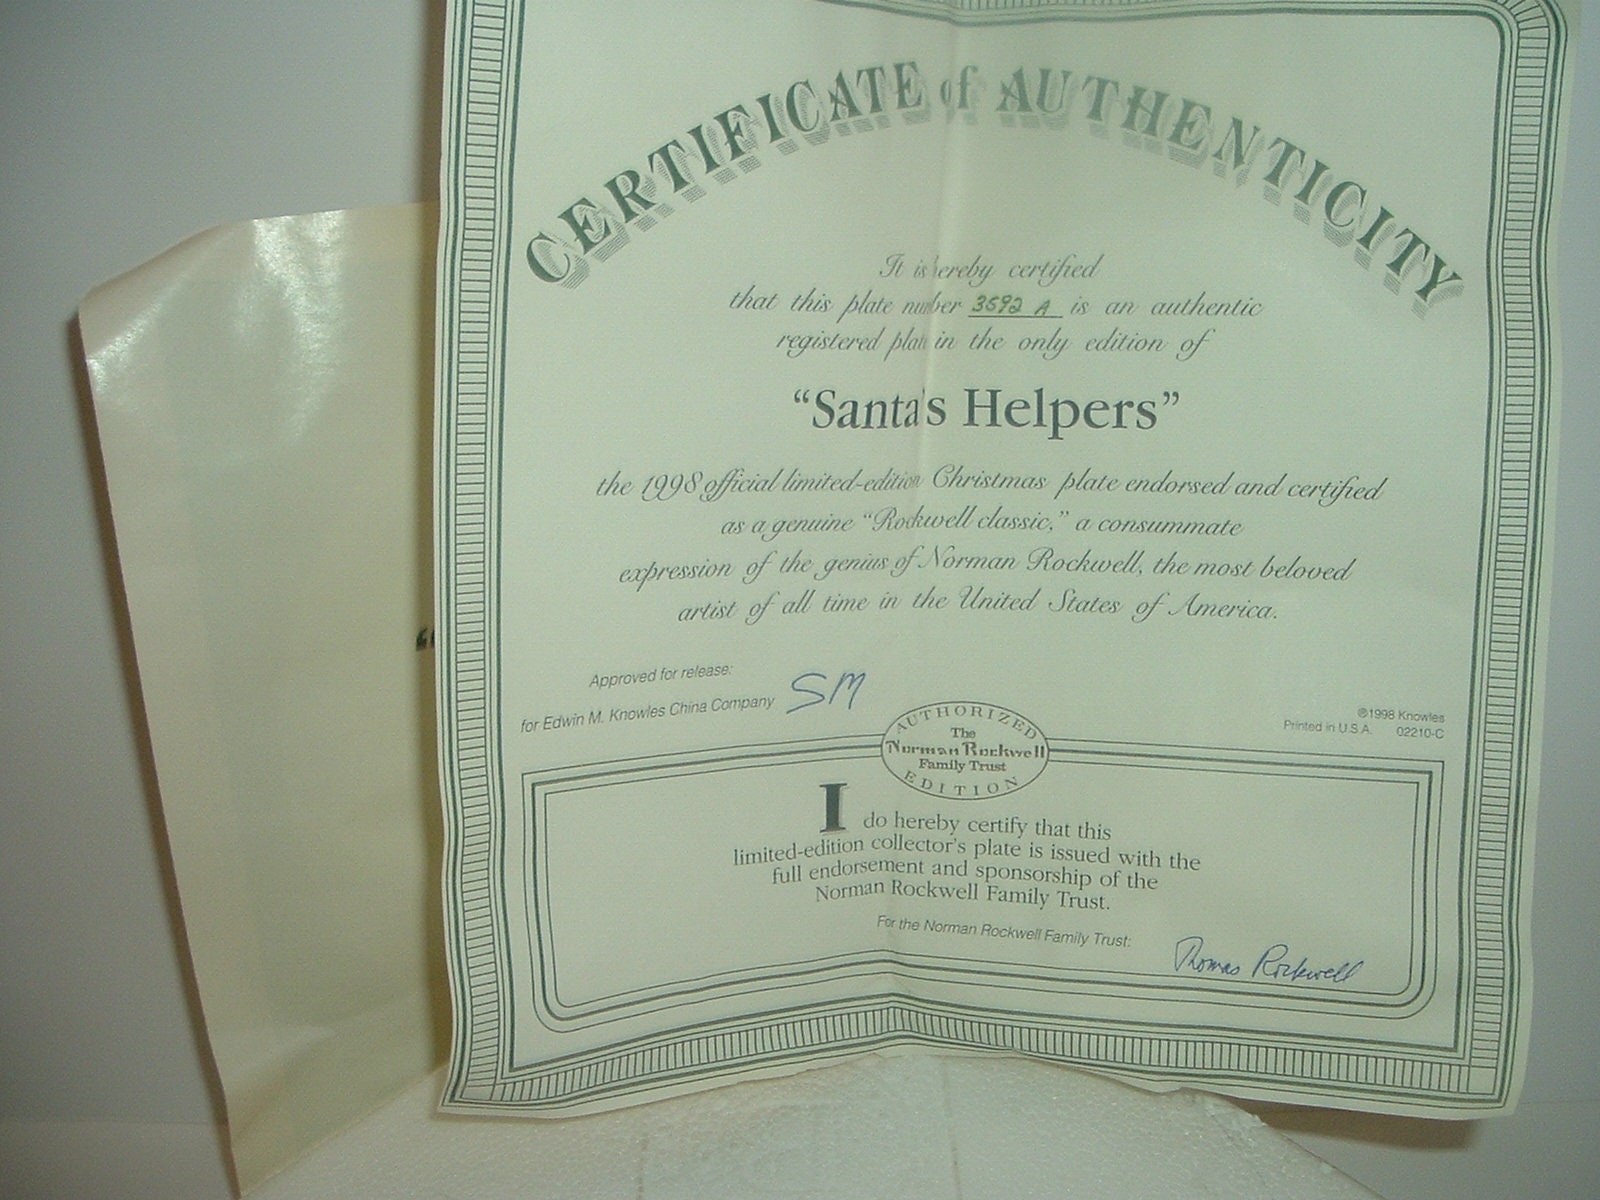 CERTIFICATE of AUTHENTICITY
It is hereby certified
that this plate number 3592 A is an authentic
registered plate in the only edition of
“Santa's Helpers”
the 1998 official limited-edition Christmas plate endorsed and certified
as a genuine “Rockwell classic,” a consummate
expression of the genius of Norman Rockwell, the most beloved
artist of all time in the United States of America.
Approved for release:
for Edwin M. Knowles China Company SM
©1998 Knowles
Printed in U.S.A. 02210-C
AUTHORIZED
The
Norman Rockwell
Family Trust
EDITION
I do hereby certify that this
limited-edition collector's plate is issued with the
full endorsement and sponsorship of the
Norman Rockwell Family Trust.
For the Norman Rockwell Family Trust:
Thomas Rockwell